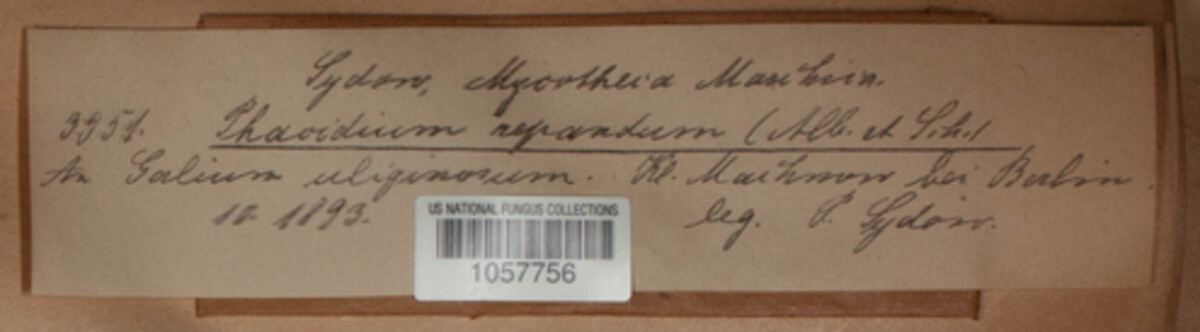 Sydow, Mycotheca Marchica.
3951. Phacidium repandum (Alb. et Sch.)
An Galium uliginosum. Kl. Machnow bei Berlin.
10 1893. leg. P. Sydow.
US NATIONAL FUNGUS COLLECTIONS
1057756